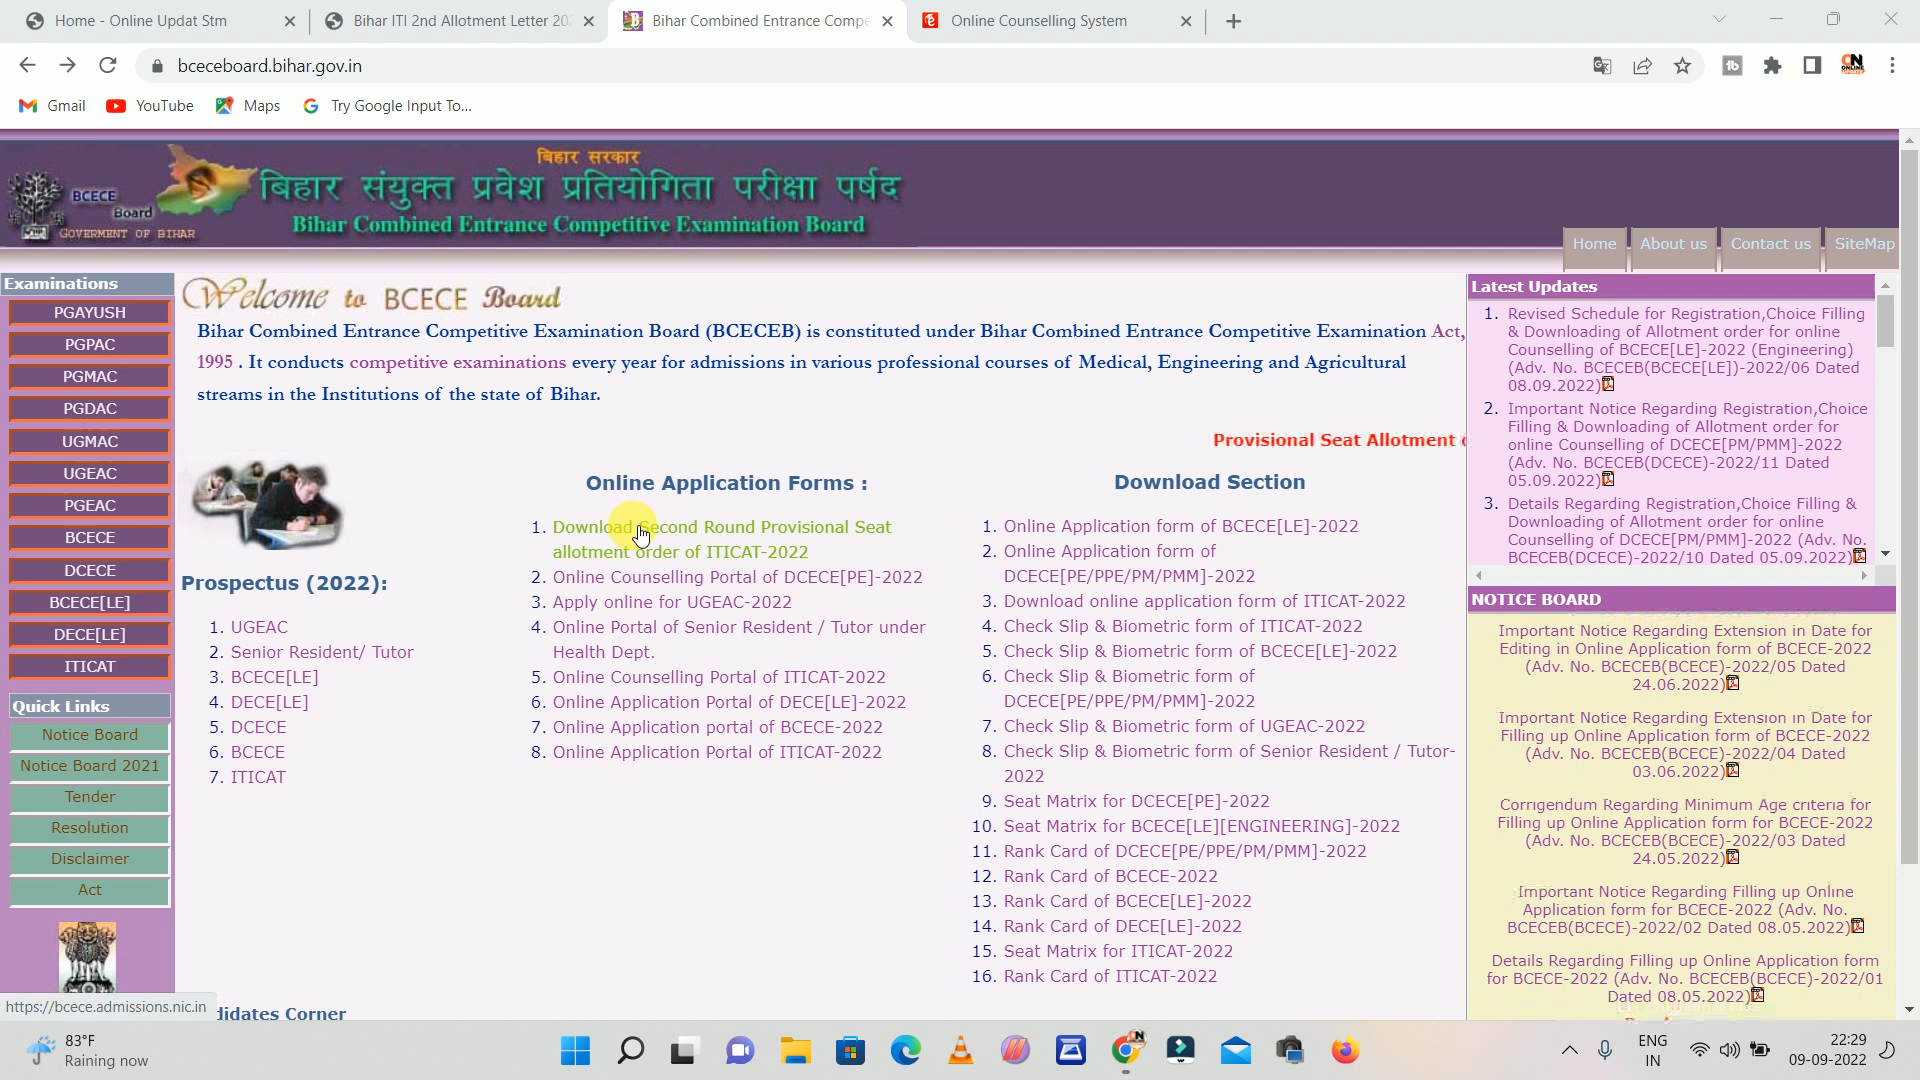 Home - Online Updat Stm
Bihar ITI 2nd Allotment Letter 20
Bihar Combined Entrance Compe
Online Counselling System
bceceboard.bihar.gov.in
Gmail
YouTube
Maps
Try Google Input To...
बिहार सरकार
बिहार संयुक्त प्रवेश प्रतियोगिता परीक्षा पर्षद
BCECE
Board
GOVERMENT OF BIHAR
Bihar Combined Entrance Competitive Examination Board
Home
About us
Contact us
SiteMap
Examinations
PGAYUSH
PGPAC
PGMAC
PGDAC
UGMAC
UGEAC
PGEAC
BCECE
DCECE
BCECE[LE]
DECE[LE]
ITICAT
Quick Links
Notice Board
Notice Board 2021
Tender
Resolution
Disclaimer
Act
Welcome to BCECE Board
Bihar Combined Entrance Competitive Examination Board (BCECEB) is constituted under Bihar Combined Entrance Competitive Examination Act,
1995 . It conducts competitive examinations every year for admissions in various professional courses of Medical, Engineering and Agricultural
streams in the Institutions of the state of Bihar.
Provisional Seat Allotment
Prospectus (2022):
1. UGEAC
2. Senior Resident/ Tutor
3. BCECE[LE]
4. DECE[LE]
5. DCECE
6. BCECE
7. ITICAT
Online Application Forms :
1. Download Second Round Provisional Seat
allotment order of ITICAT-2022
2. Online Counselling Portal of DCECE[PE]-2022
3. Apply online for UGEAC-2022
4. Online Portal of Senior Resident / Tutor under
Health Dept.
5. Online Counselling Portal of ITICAT-2022
6. Online Application Portal of DECE[LE]-2022
7. Online Application portal of BCECE-2022
8. Online Application Portal of ITICAT-2022
Download Section
1. Online Application form of BCECE[LE]-2022
2. Online Application form of
DCECE[PE/PPE/PM/PMM]-2022
3. Download online application form of ITICAT-2022
4. Check Slip & Biometric form of ITICAT-2022
5. Check Slip & Biometric form of BCECE[LE]-2022
6. Check Slip & Biometric form of
DCECE[PE/PPE/PM/PMM]-2022
7. Check Slip & Biometric form of UGEAC-2022
8. Check Slip & Biometric form of Senior Resident / Tutor-
2022
9. Seat Matrix for DCECE[PE]-2022
10. Seat Matrix for BCECE[LE][ENGINEERING]-2022
11. Rank Card of DCECE[PE/PPE/PM/PMM]-2022
12. Rank Card of BCECE-2022
13. Rank Card of BCECE[LE]-2022
14. Rank Card of DECE[LE]-2022
15. Seat Matrix for ITICAT-2022
16. Rank Card of ITICAT-2022
Latest Updates
1. Revised Schedule for Registration,Choice Filling
& Downloading of Allotment order for online
Counselling of BCECE[LE]-2022 (Engineering)
(Adv. No. BCECEB(BCECE[LE])-2022/06 Dated
08.09.2022)
2. Important Notice Regarding Registration,Choice
Filling & Downloading of Allotment order for
online Counselling of DCECE[PM/PMM]-2022
(Adv. No. BCECEB(DCECE)-2022/11 Dated
05.09.2022)
3. Details Regarding Registration,Choice Filling &
Downloading of Allotment order for online
Counselling of DCECE[PM/PMM]-2022 (Adv. No.
BCECEB(DCECE)-2022/10 Dated 05.09.2022)
NOTICE BOARD
Important Notice Regarding Extension in Date for
Editing in Online Application form of BCECE-2022
(Adv. No. BCECEB(BCECE)-2022/05 Dated
24.06.2022)
Important Notice Regarding Extension in Date for
Filling up Online Application form of BCECE-2022
(Adv. No. BCECEB(BCECE)-2022/04 Dated
03.06.2022)
Corrigendum Regarding Minimum Age criteria for
Filling up Online Application form for BCECE-2022
(Adv. No. BCECEB(BCECE)-2022/03 Dated
24.05.2022)
Important Notice Regarding Filling up Online
Application form for BCECE-2022 (Adv. No.
BCECEB(BCECE)-2022/02 Dated 08.05.2022)
Details Regarding Filling up Online Application form
for BCECE-2022 (Adv. No. BCECEB(BCECE)-2022/01
Dated 08.05.2022)
https://bcece.admissions.nic.in
didates Corner
83°F
Raining now
ENG
IN
22:29
09-09-2022